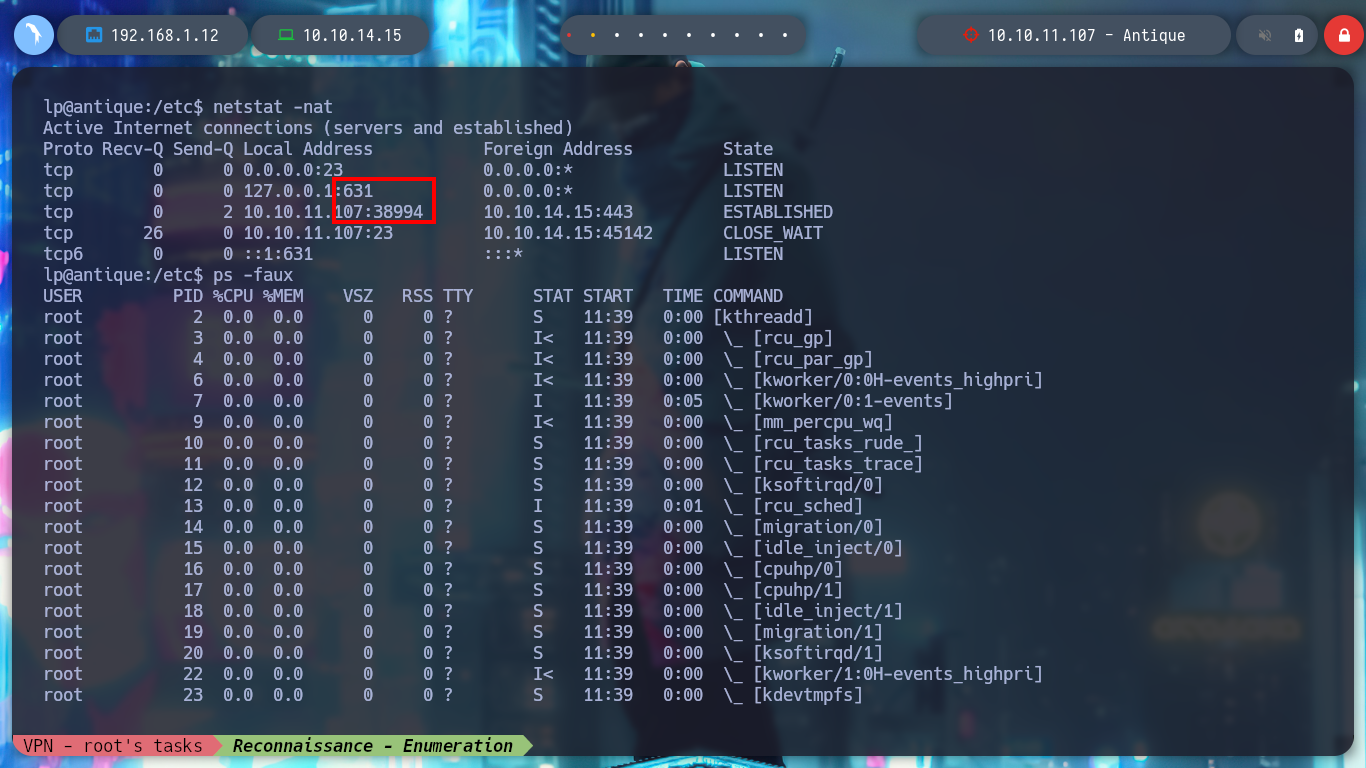 192.168.1.12 10.10.14.15 10.10.11.107 - Antique
lp@antique:/etc$ netstat -nat
Active Internet connections (servers and established)
Proto Recv-Q Send-Q Local Address           Foreign Address         State
tcp        0      0 0.0.0.0:23              0.0.0.0:*               LISTEN
tcp        0      0 127.0.0.1:631           0.0.0.0:*               LISTEN
tcp        0      2 10.10.11.107:38994      10.10.14.15:443         ESTABLISHED
tcp       26      0 10.10.11.107:23         10.10.14.15:45142       CLOSE_WAIT
tcp6       0      0 ::1:631                 :::*                    LISTEN
lp@antique:/etc$ ps -faux
USER         PID %CPU %MEM    VSZ   RSS TTY      STAT START   TIME COMMAND
root           2  0.0  0.0      0     0 ?        S    11:39   0:00 [kthreadd]
root           3  0.0  0.0      0     0 ?        I<   11:39   0:00  \_ [rcu_gp]
root           4  0.0  0.0      0     0 ?        I<   11:39   0:00  \_ [rcu_par_gp]
root           6  0.0  0.0      0     0 ?        I<   11:39   0:00  \_ [kworker/0:0H-events_highpri]
root           7  0.0  0.0      0     0 ?        I    11:39   0:05  \_ [kworker/0:1-events]
root           9  0.0  0.0      0     0 ?        I<   11:39   0:00  \_ [mm_percpu_wq]
root          10  0.0  0.0      0     0 ?        S    11:39   0:00  \_ [rcu_tasks_rude_]
root          11  0.0  0.0      0     0 ?        S    11:39   0:00  \_ [rcu_tasks_trace]
root          12  0.0  0.0      0     0 ?        S    11:39   0:00  \_ [ksoftirqd/0]
root          13  0.0  0.0      0     0 ?        I    11:39   0:01  \_ [rcu_sched]
root          14  0.0  0.0      0     0 ?        S    11:39   0:00  \_ [migration/0]
root          15  0.0  0.0      0     0 ?        S    11:39   0:00  \_ [idle_inject/0]
root          16  0.0  0.0      0     0 ?        S    11:39   0:00  \_ [cpuhp/0]
root          17  0.0  0.0      0     0 ?        S    11:39   0:00  \_ [cpuhp/1]
root          18  0.0  0.0      0     0 ?        S    11:39   0:00  \_ [idle_inject/1]
root          19  0.0  0.0      0     0 ?        S    11:39   0:00  \_ [migration/1]
root          20  0.0  0.0      0     0 ?        S    11:39   0:00  \_ [ksoftirqd/1]
root          22  0.0  0.0      0     0 ?        I<   11:39   0:00  \_ [kworker/1:0H-events_highpri]
root          23  0.0  0.0      0     0 ?        S    11:39   0:00  \_ [kdevtmpfs]
VPN - root's tasks Reconnaissance - Enumeration